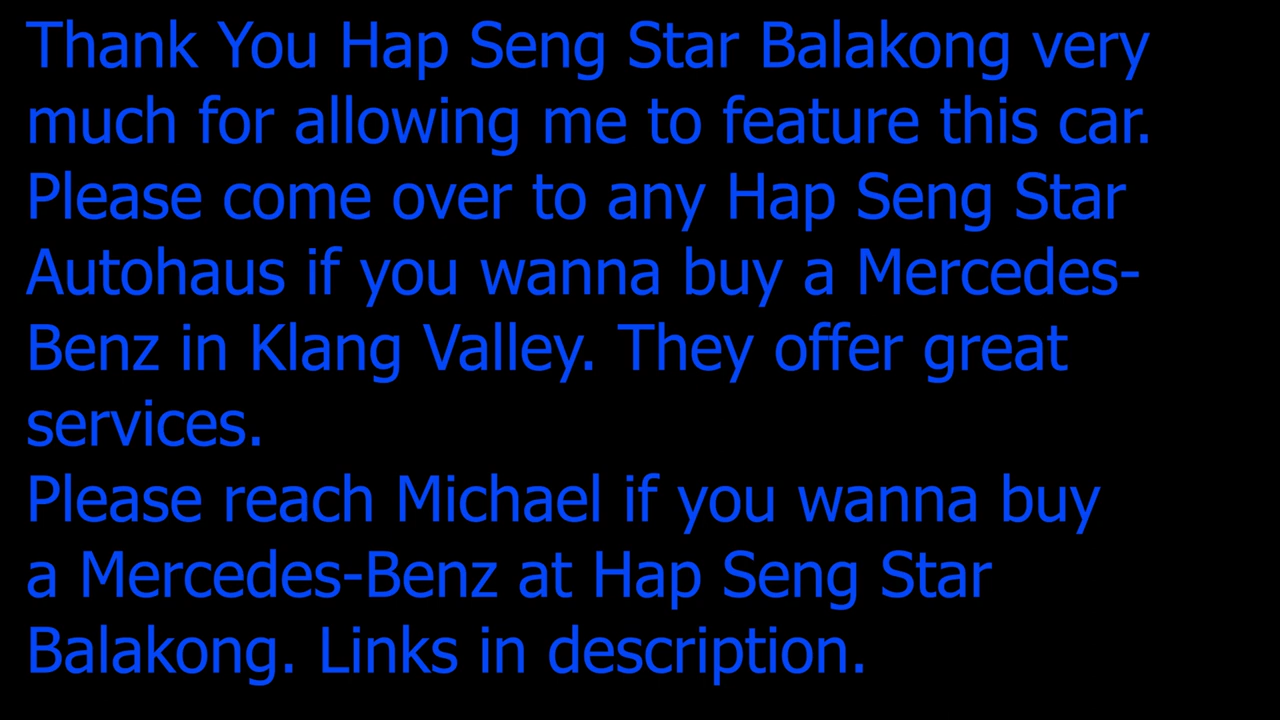 Thank You Hap Seng Star Balakong very
much for allowing me to feature this car.
Please come over to any Hap Seng Star
Autohaus if you wanna buy a Mercedes-
Benz in Klang Valley. They offer great
services.
Please reach Michael if you wanna buy
a Mercedes-Benz at Hap Seng Star
Balakong. Links in description.